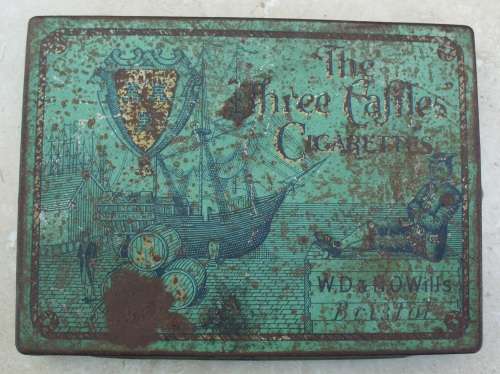 The
Three Caſtles
CIGARETTES
W.D & H.O Wills
Bristol